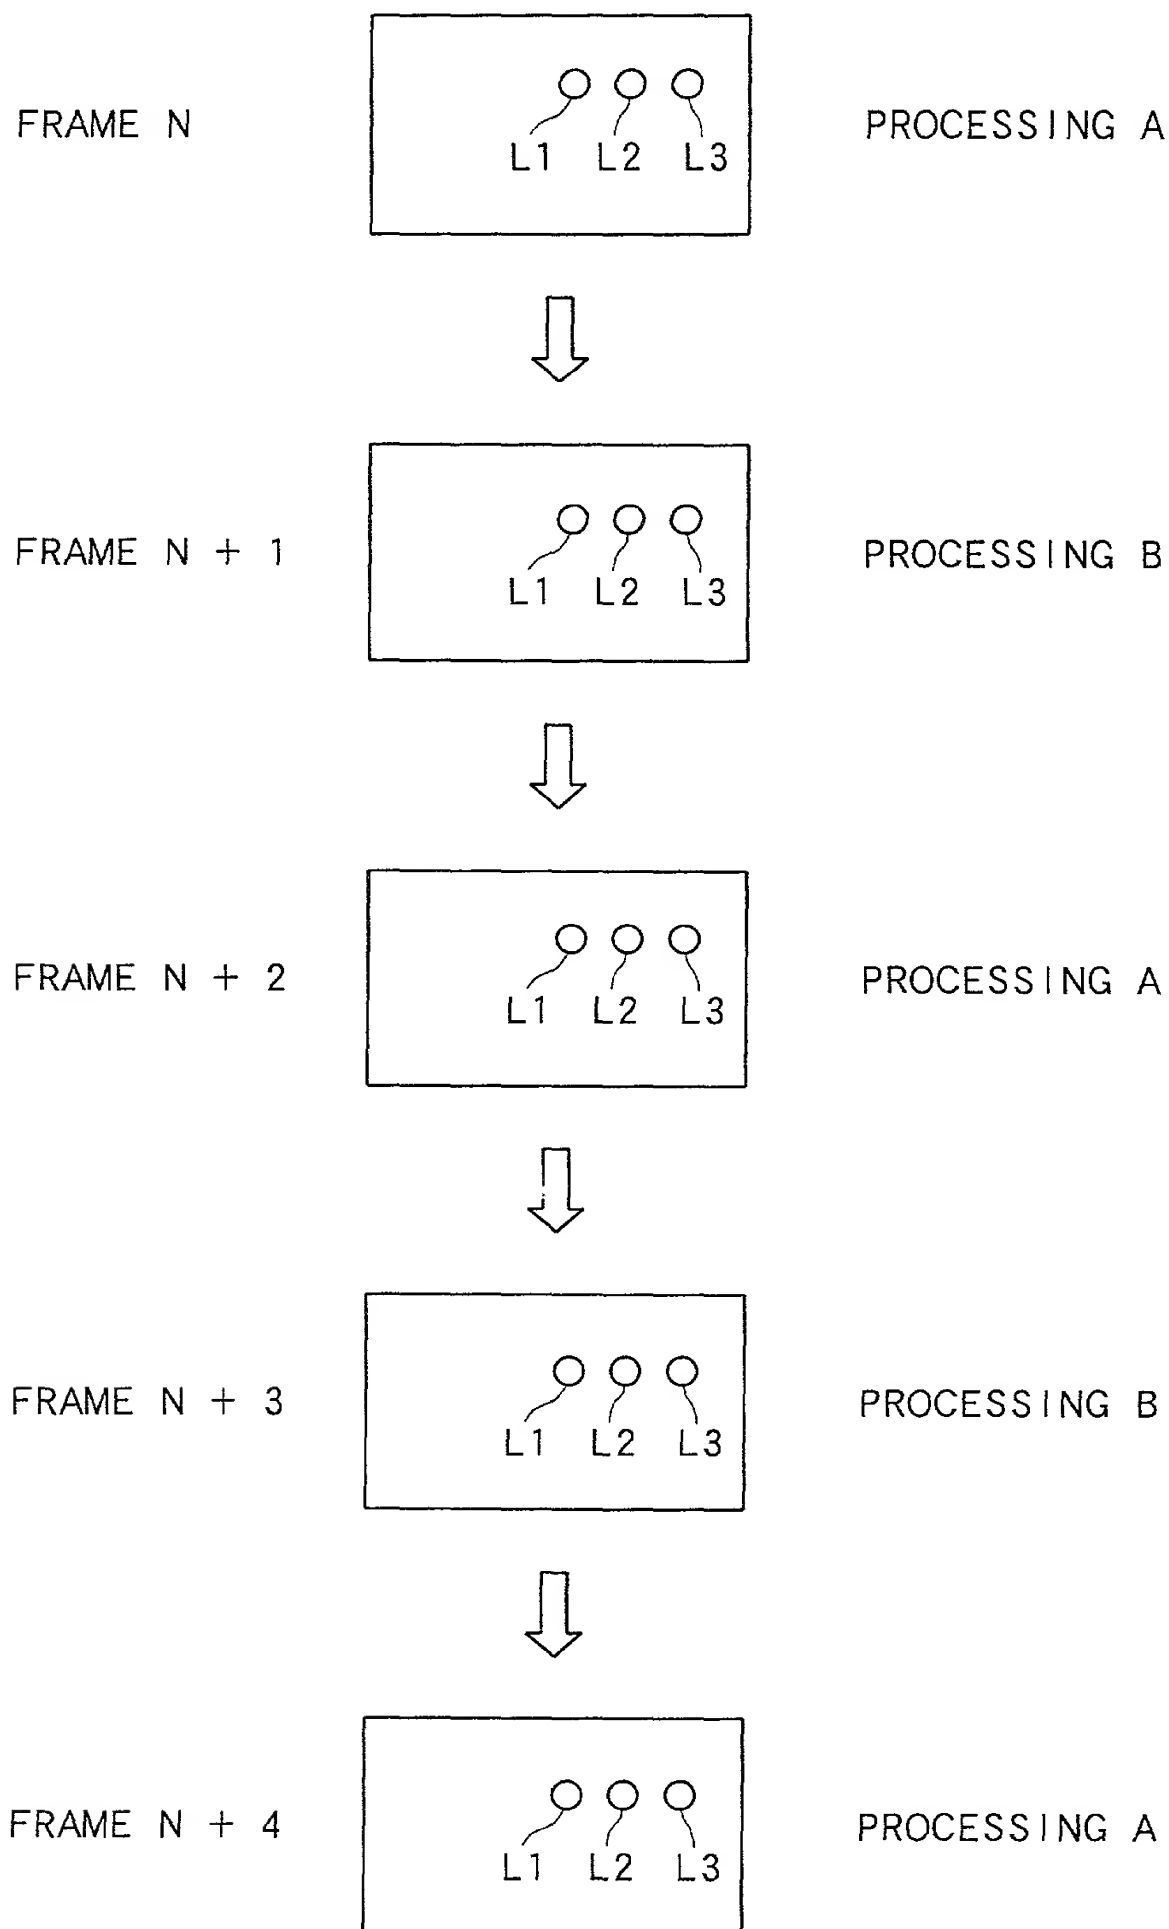 FRAME N
L1 L2 L3
PROCESSING A
FRAME N + 1
L1 L2 L3
PROCESSING B
FRAME N + 2
L1 L2 L3
PROCESSING A
FRAME N + 3
L1 L2 L3
PROCESSING B
FRAME N + 4
L1 L2 L3
PROCESSING A